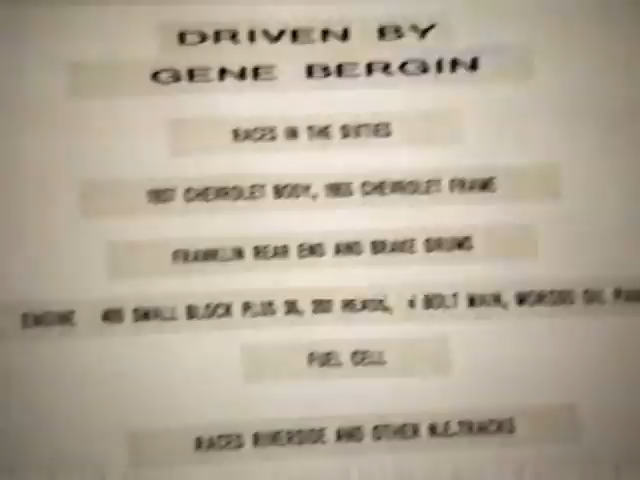 DRIVEN BY
GENE BERGIN
RACES IN THE SIXTIES
CHEVROLET BODY, CHEVROLET FRAME
FRANKLIN REAR END AND BRAKE DRUMS
ENGINE SMALL BLOCK PLUS HEADS, 4 BOLT MAIN, OIL
FUEL CELL
RACES RIVERSIDE AND OTHER N.E.TRACKS